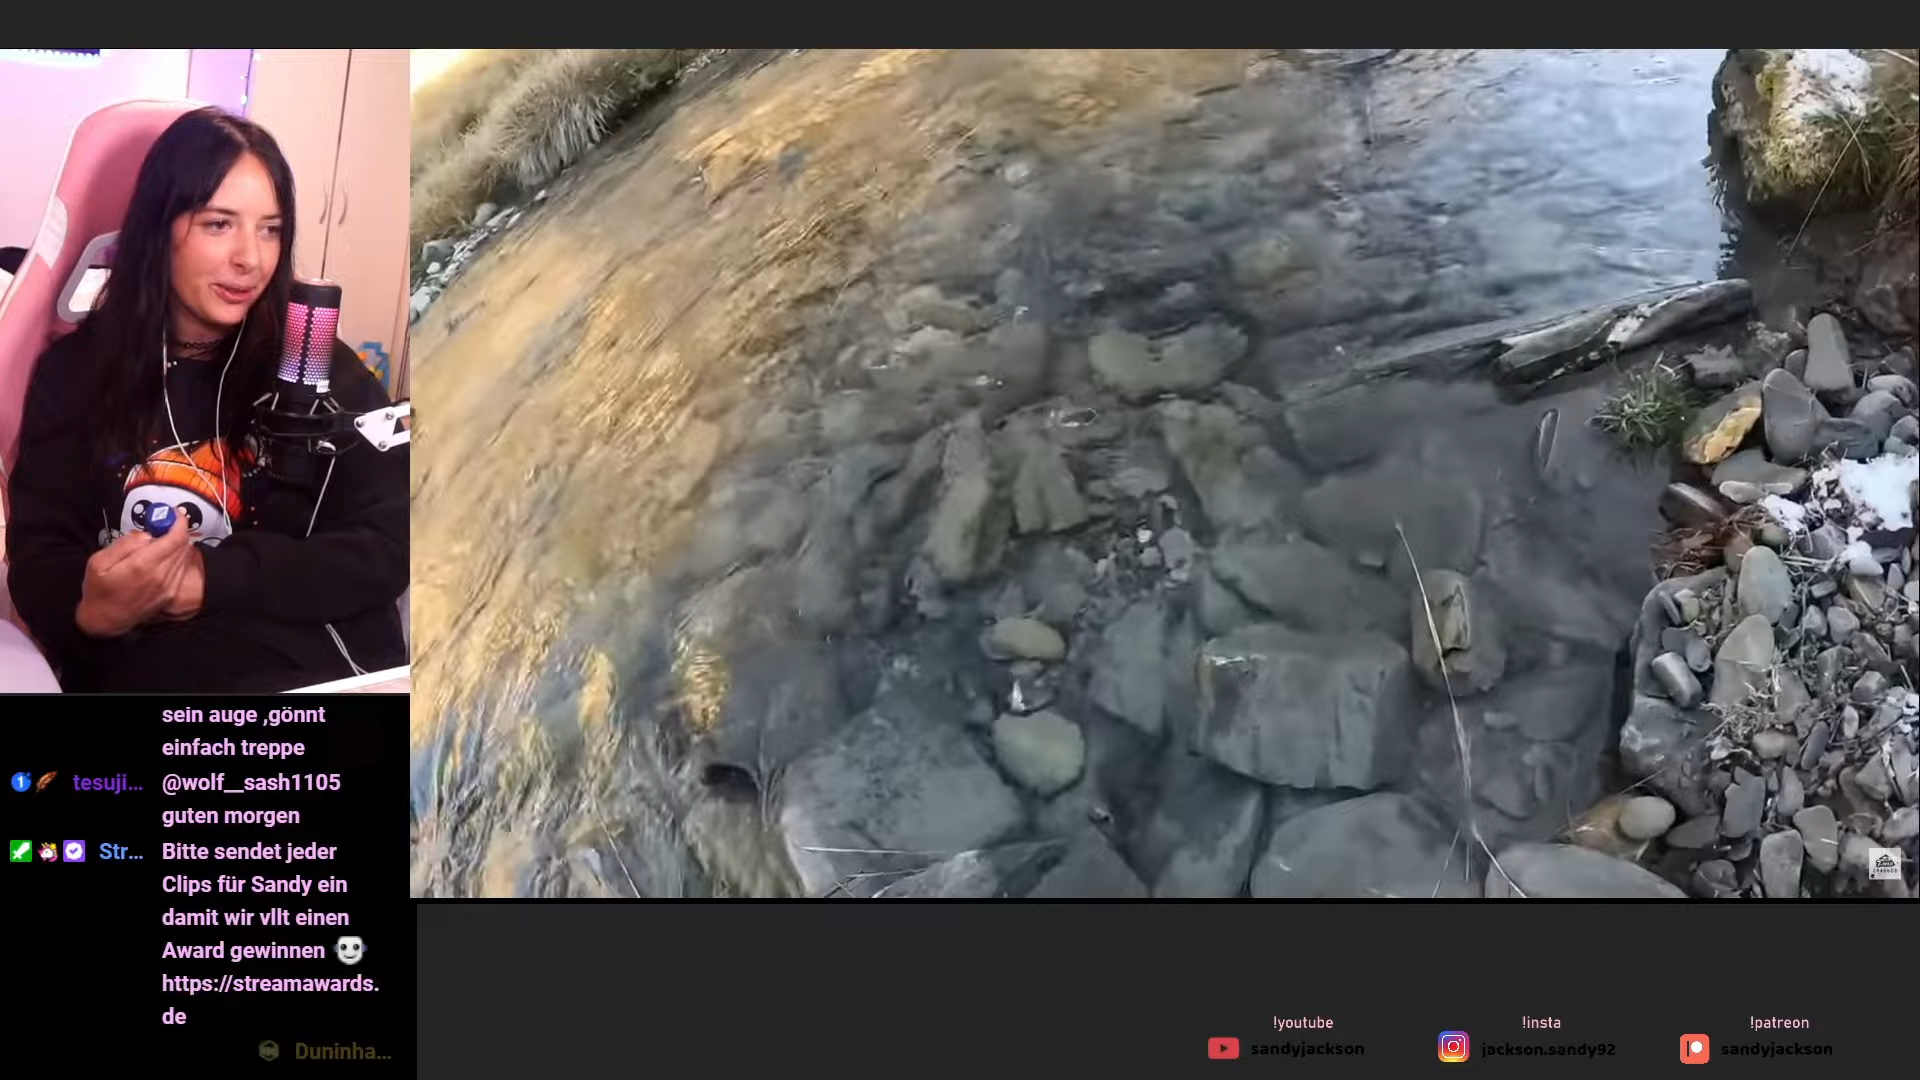 sein auge ,gönnt
einfach treppe
tesuji... @wolf__sash1105
guten morgen
Str... Bitte sendet jeder
Clips für Sandy ein
damit wir vllt einen
Award gewinnen
https://streamawards.
de
Duninha...
!youtube
sandyjackson
!insta
jackson.sandy92
!patreon
sandyjackson